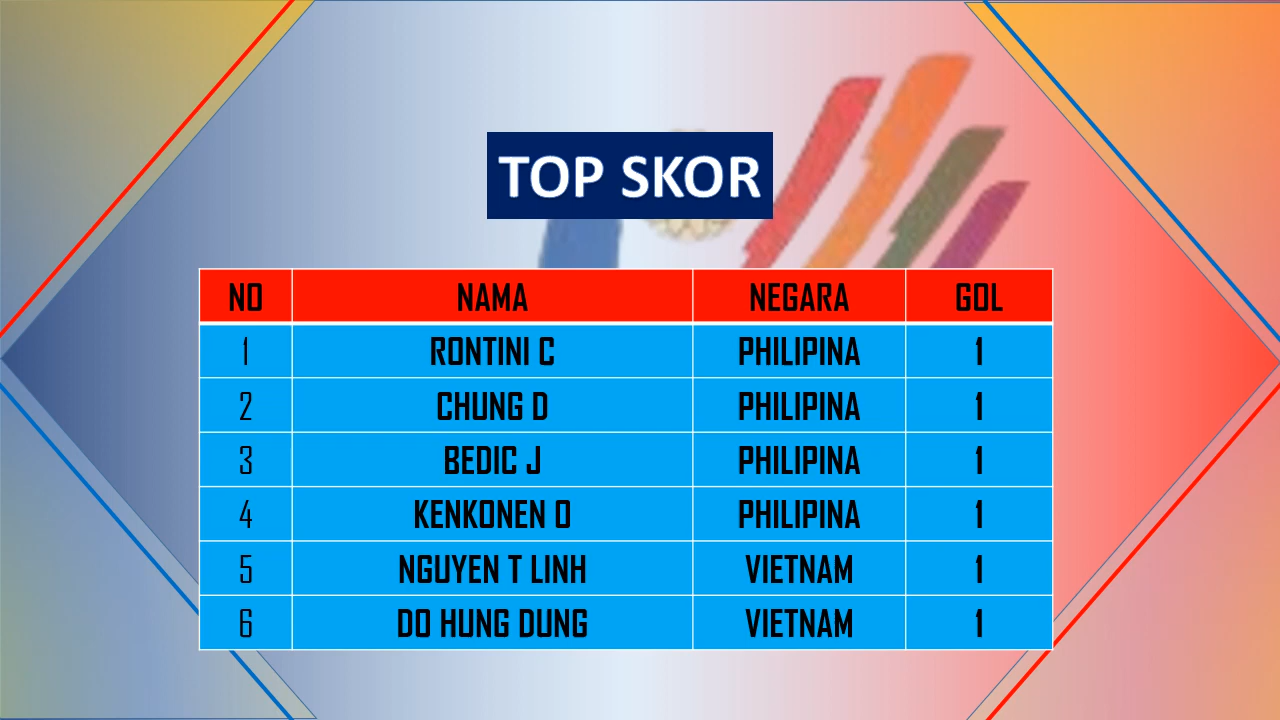 TOP SKOR
NO NAMA NEGARA GOL
1 RONTINI C PHILIPINA 1
2 CHUNG D PHILIPINA 1
3 BEDIC J PHILIPINA 1
4 KENKONEN O PHILIPINA 1
5 NGUYEN T LINH VIETNAM 1
6 DO HUNG DUNG VIETNAM 1